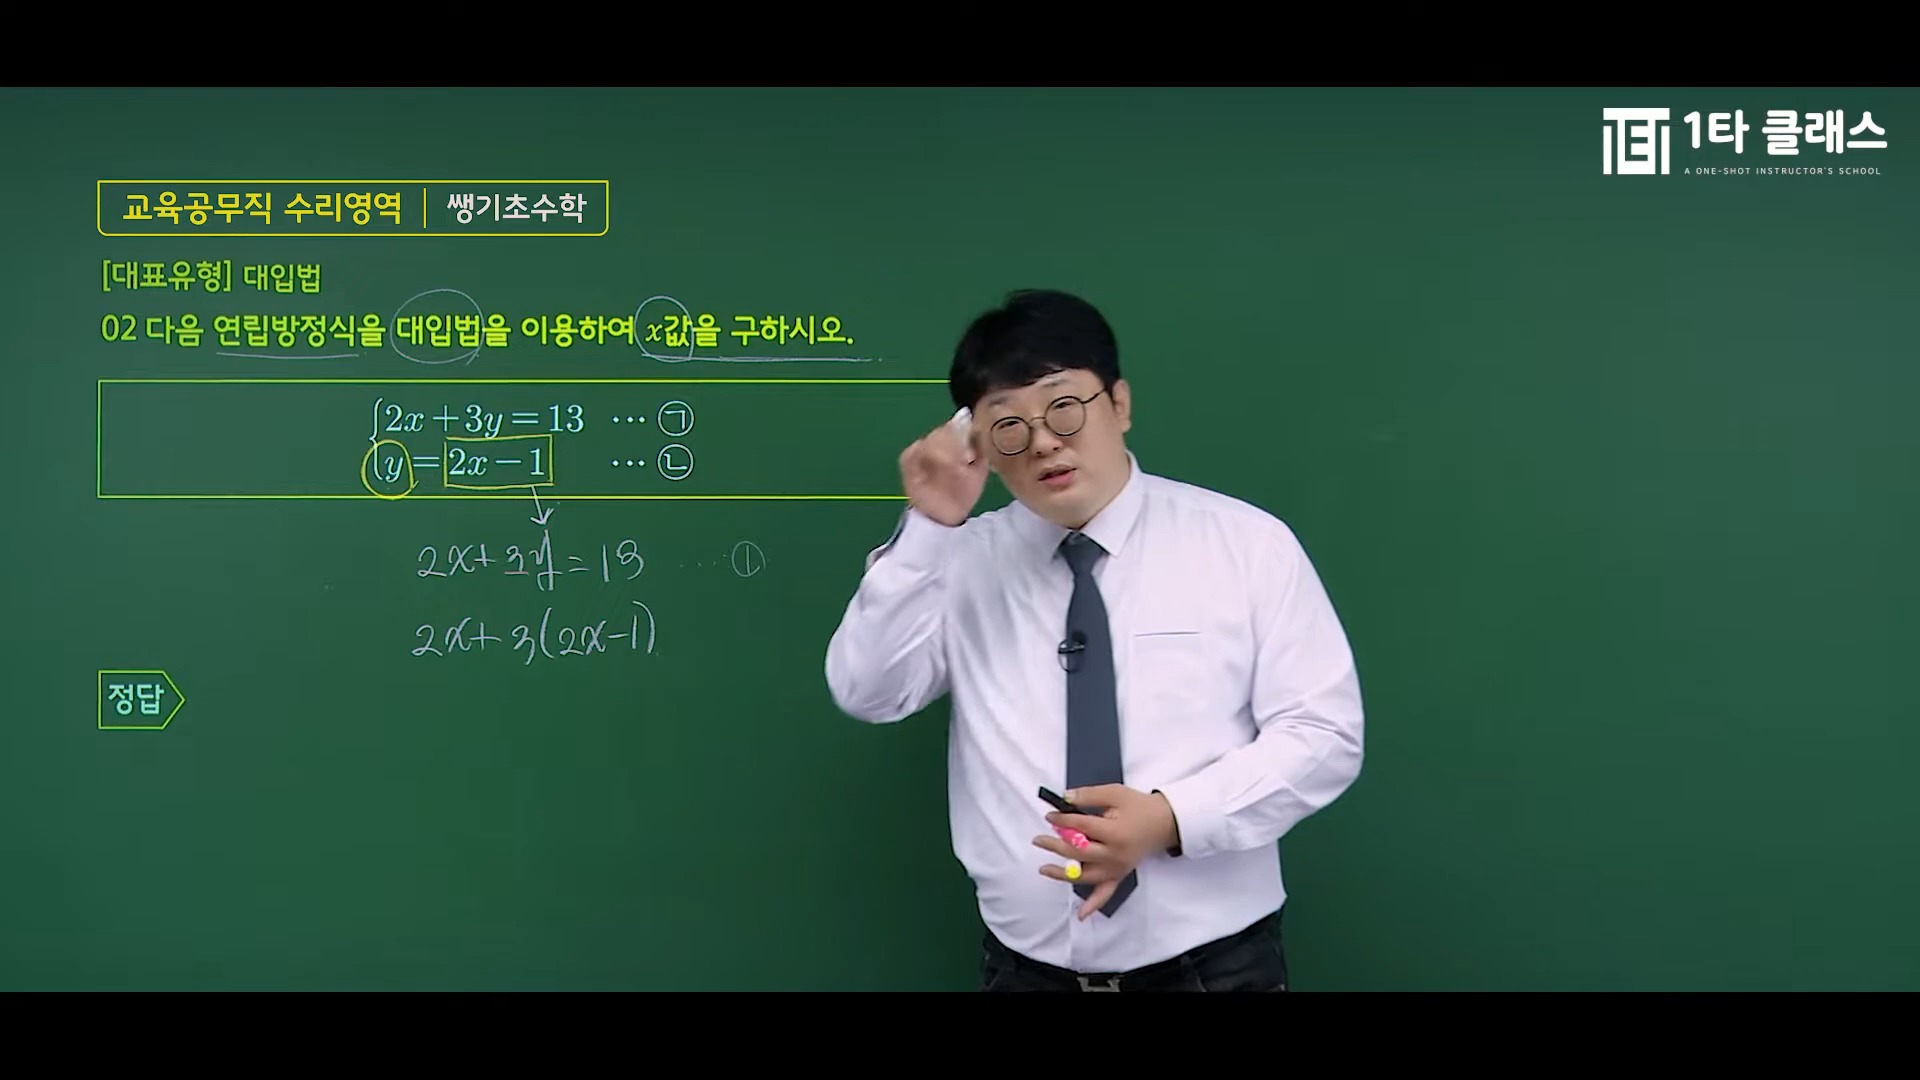 1타 클래스
A ONE-SHOT INSTRUCTOR'S SCHOOL
교육공무직 수리영역 | 쌩기초수학
[대표유형] 대입법
02 다음 연립방정식을 대입법을 이용하여 x값을 구하시오.
2x+3y=13 ⋯ ㉠
y=2x−1 ⋯ ㉡
2x+3y=13 ⋯ ①
2x+3(2x-1)
정답